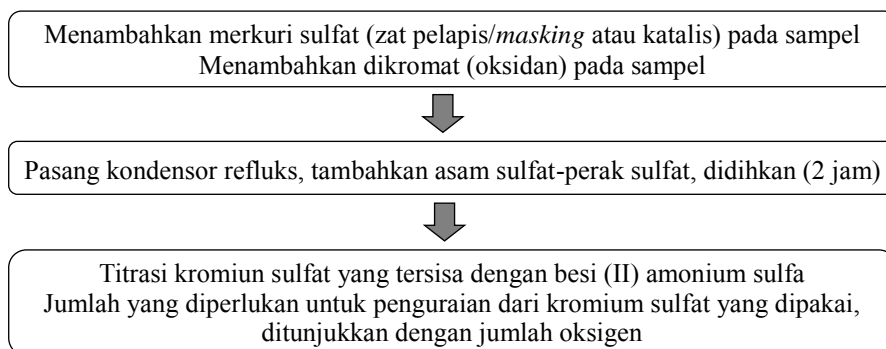 Menambahkan merkuri sulfat (zat pelapis/masking atau katalis) pada sampel
Menambahkan dikromat (oksidan) pada sampel
Pasang kondensor refluks, tambahkan asam sulfat-perak sulfat, didihkan (2 jam)
Titrasi kromiun sulfat yang tersisa dengan besi (II) amonium sulfa
Jumlah yang diperlukan untuk penguraian dari kromium sulfat yang dipakai,
ditunjukkan dengan jumlah oksigen